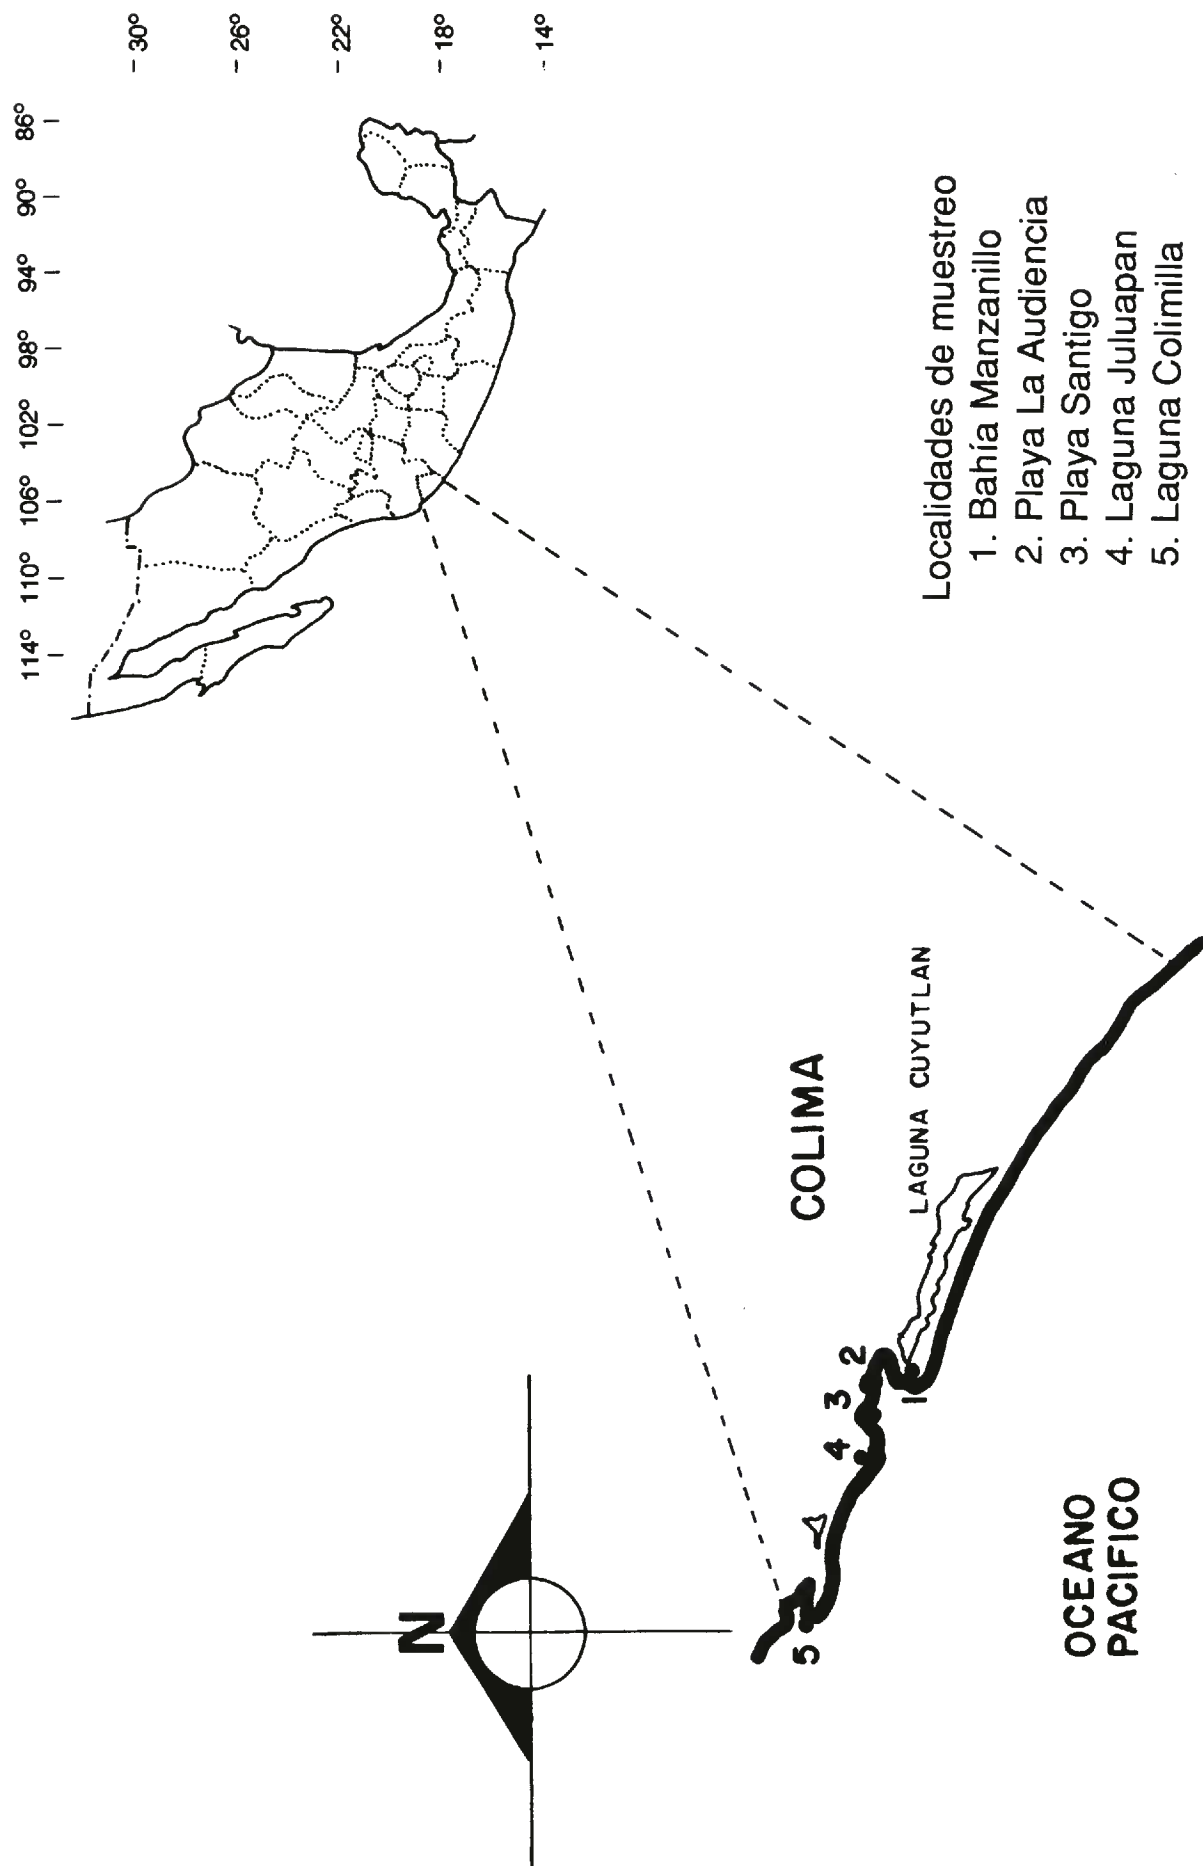 114° 110° 106° 102° 98° 94° 90° 86°
-30°
-26°
-22°
-18°
-14°
N
COLIMA
LAGUNA CUYUTLAN
5
4
3
2
1
OCEANO
PACIFICO
Localidades de muestreo
1. Bahía Manzanillo
2. Playa La Audiencia
3. Playa Santigo
4. Laguna Juluapan
5. Laguna Colimilla